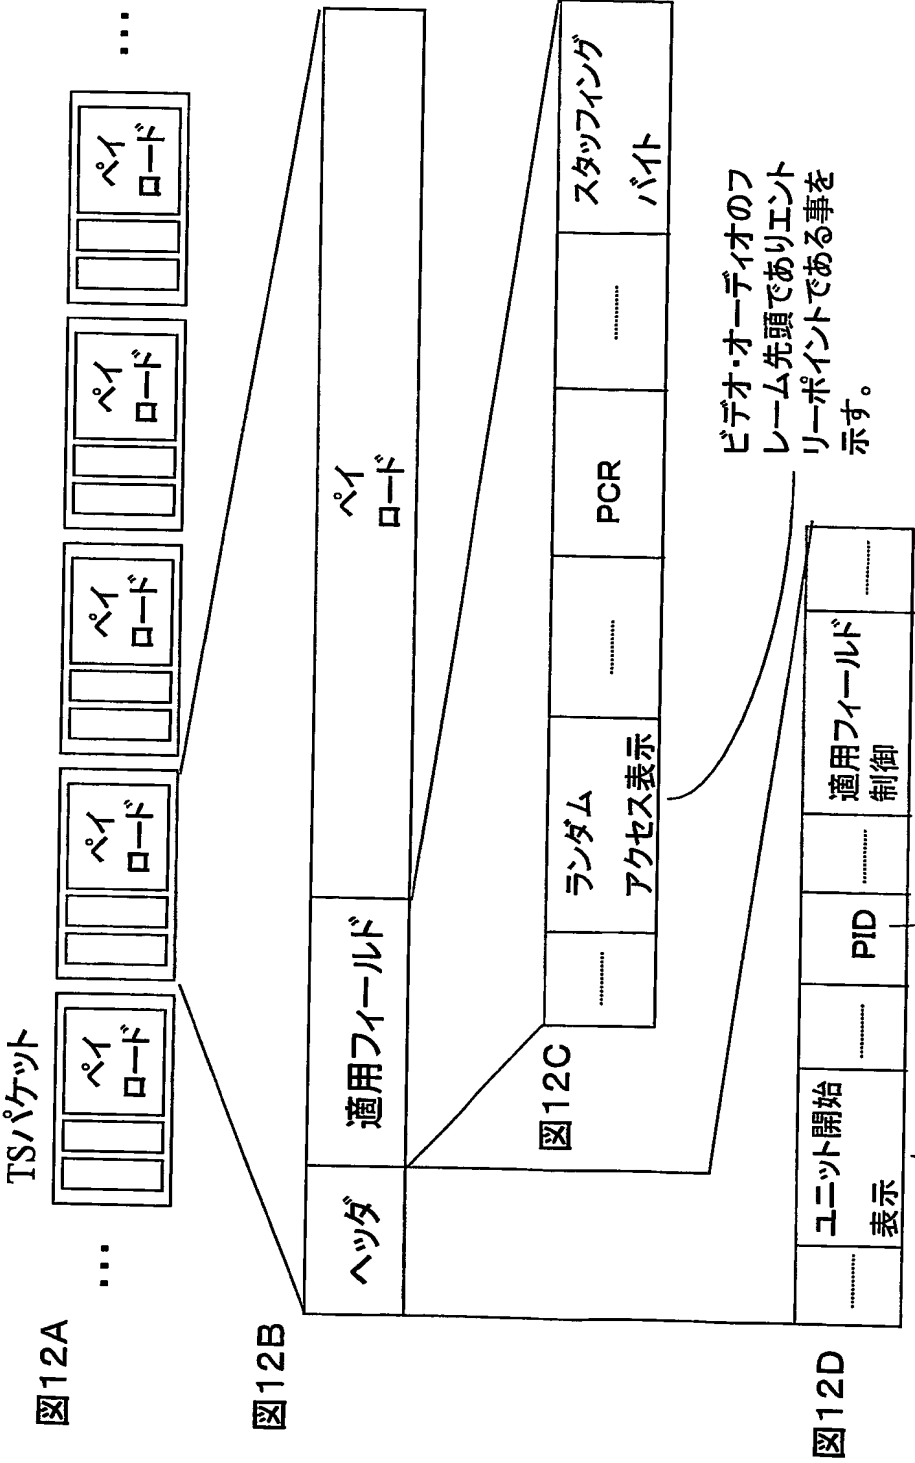 図12A
TSパケット
…
ペイ
ロード
ペイ
ロード
ペイ
ロード
ペイ
ロード
ペイ
ロード
…
図12B
ヘッダ
適用フィールド
ペイ
ロード
図12C
............
ランダム
アクセス表示
............
PCR
............
スタッフィング
バイト
ビデオ・オーディオのフ
レーム先頭でありエント
リーポイントである事を
示す。
図12D
............
ユニット開始
表示
............
PID
............
適用フィールド
制御
............